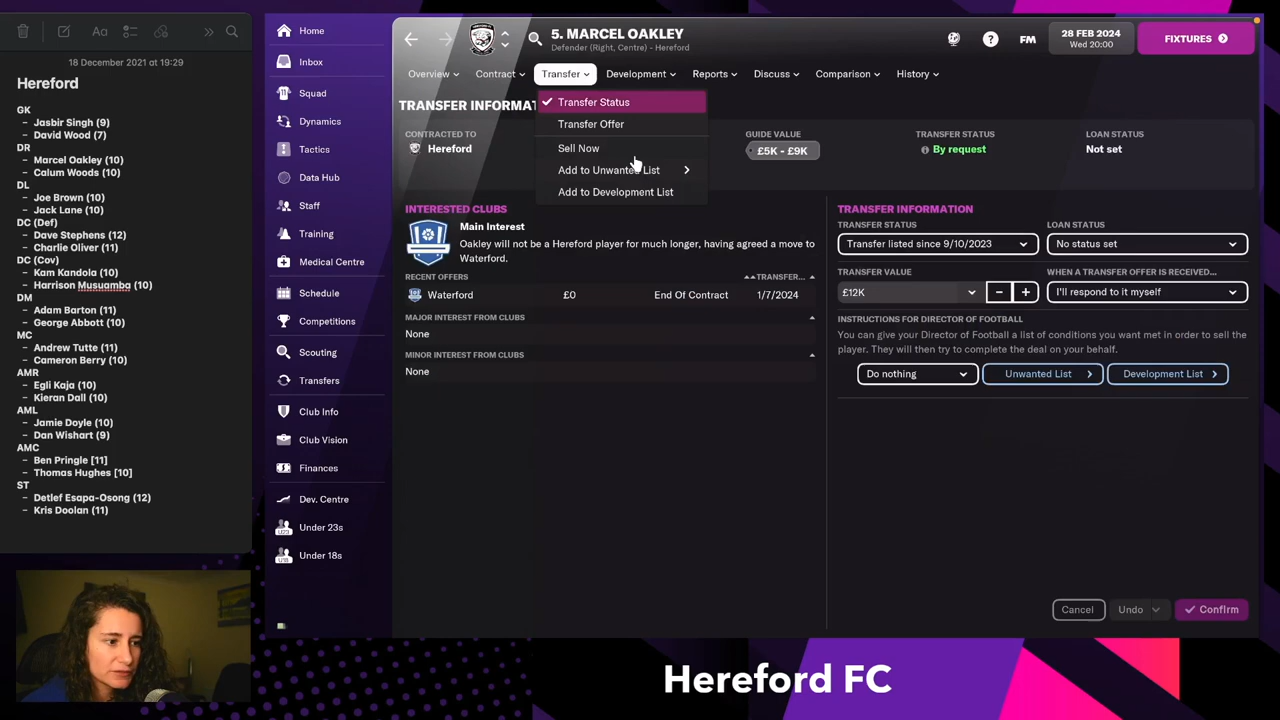 18 December 2021 at 19:29
Hereford
GK
– Jasbir Singh (9)
– David Wood (7)
DR
– Marcel Oakley (10)
– Calum Woods (10)
DL
– Joe Brown (10)
– Jack Lane (10)
DC (Def)
– Dave Stephens (12)
– Charlie Oliver (11)
DC (Cov)
– Kam Kandola (10)
– Harrison Musuamba (10)
DM
– Adam Barton (11)
– George Abbott (10)
MC
– Andrew Tutte (11)
– Cameron Berry (10)
AMR
– Egli Kaja (10)
– Kieran Dall (10)
AML
– Jamie Doyle (10)
– Dan Wishart (9)
AMC
– Ben Pringle [11]
– Thomas Hughes [10]
ST
– Detlef Esapa-Osong (12)
– Kris Doolan (11)
Aa
Home
Inbox
Squad
Dynamics
Tactics
Data Hub
Staff
Training
Medical Centre
Schedule
Competitions
Scouting
Transfers
Club Info
Club Vision
Finances
Dev. Centre
U23 Under 23s
U18 Under 18s
5. MARCEL OAKLEY
Defender (Right, Centre) - Hereford
FM
28 FEB 2024
Wed 20:00
FIXTURES
Overview
Contract
Transfer
Development
Reports
Discuss
Comparison
History
TRANSFER INFORMAT
Transfer Status
Transfer Offer
Sell Now
Add to Unwanted List
Add to Development List
CONTRACTED TO
Hereford
GUIDE VALUE
£5K - £9K
TRANSFER STATUS
By request
LOAN STATUS
Not set
INTERESTED CLUBS
Main Interest
Oakley will not be a Hereford player for much longer, having agreed a move to
Waterford.
RECENT OFFERS
TRANSFER...
Waterford £0 End Of Contract 1/7/2024
MAJOR INTEREST FROM CLUBS
None
MINOR INTEREST FROM CLUBS
None
TRANSFER INFORMATION
TRANSFER STATUS
Transfer listed since 9/10/2023
LOAN STATUS
No status set
TRANSFER VALUE
£12K
WHEN A TRANSFER OFFER IS RECEIVED...
I'll respond to it myself
INSTRUCTIONS FOR DIRECTOR OF FOOTBALL
You can give your Director of Football a list of conditions you want met in order to sell the
player. They will then try to complete the deal on your behalf.
Do nothing
Unwanted List
Development List
Cancel
Undo
Confirm
Hereford FC